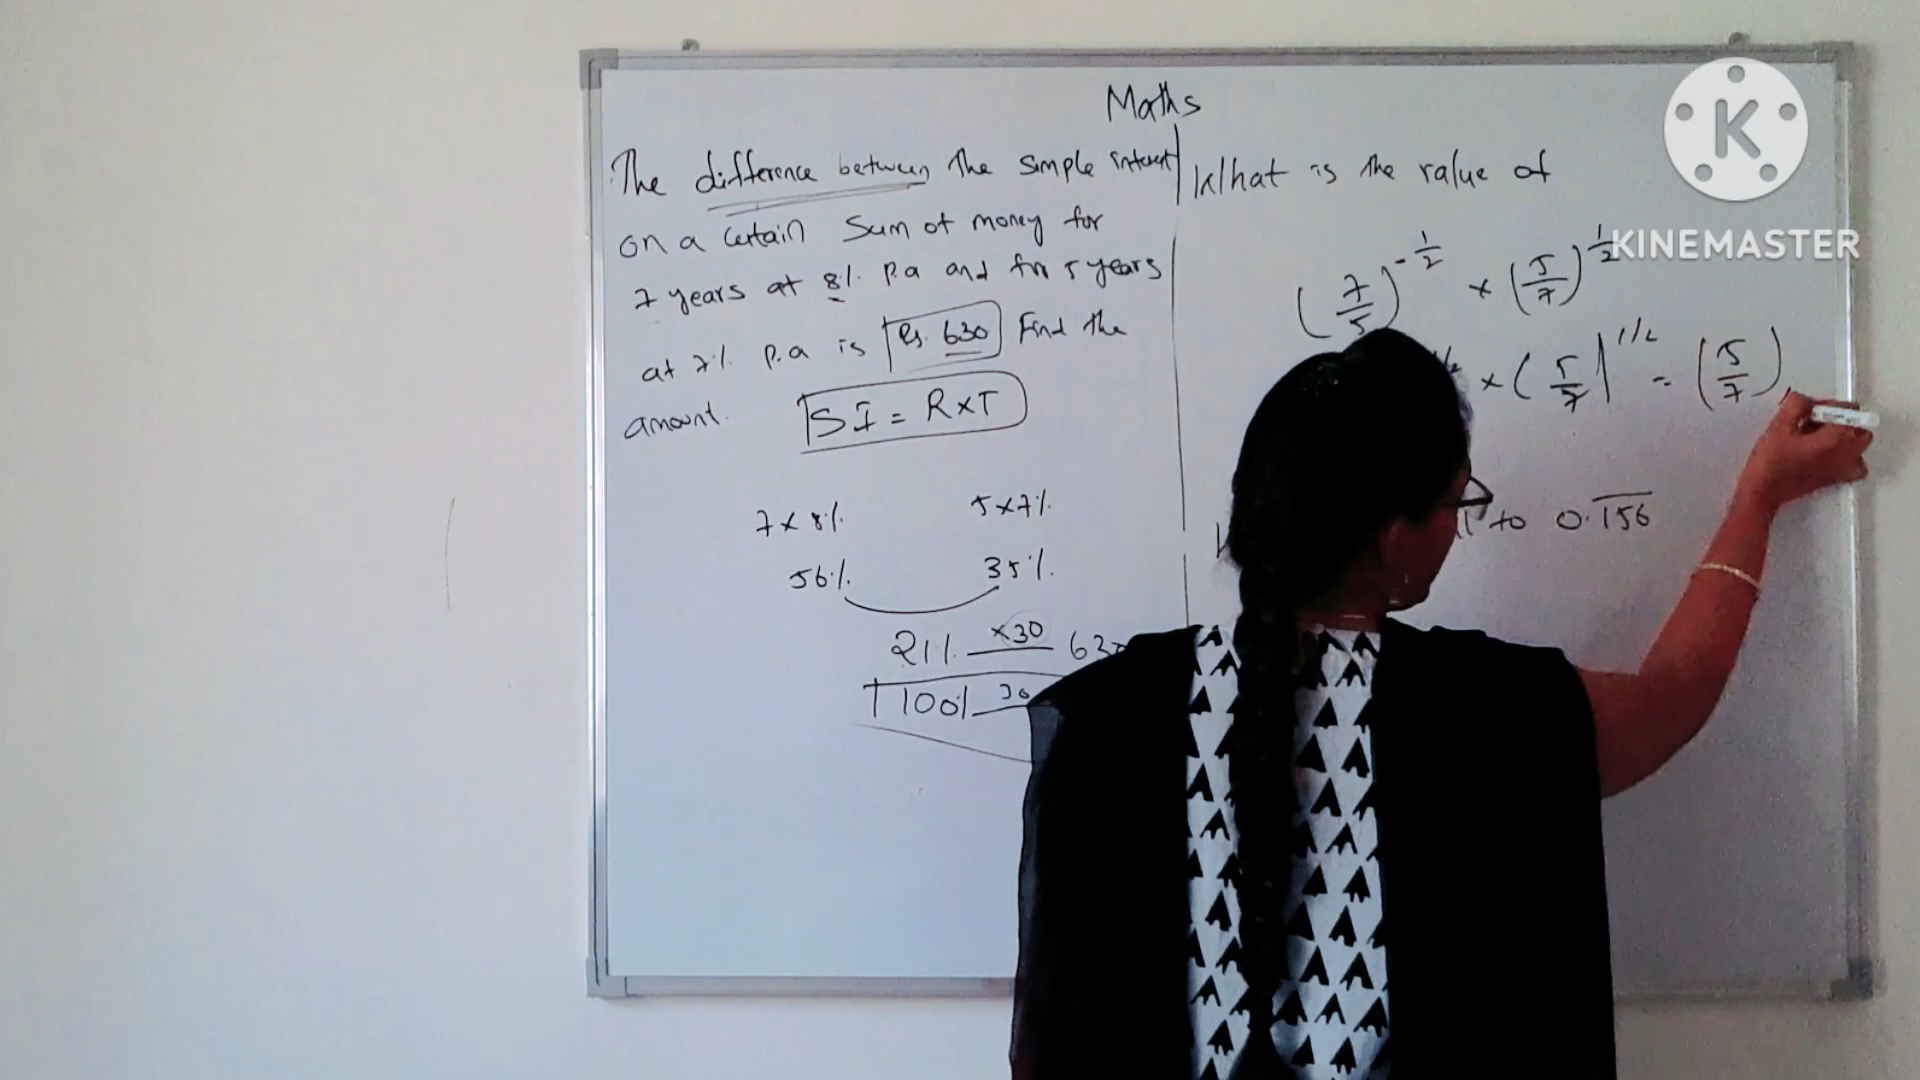 Maths
The difference between the simple interest
on a certain Sum of money for
7 years at 8% P.a and for 5 years
at 7% P.a is Rs. 630 Find the
amount.
SI = R×T
7 × 8% 5×7%
56% 35%
21% ×30 630
100% 30
What is the value of
(7/5)^-1/2 × (5/7)^1/2
× (5/7)^1/2 = (5/7)
to 0.156
K
KINEMASTER